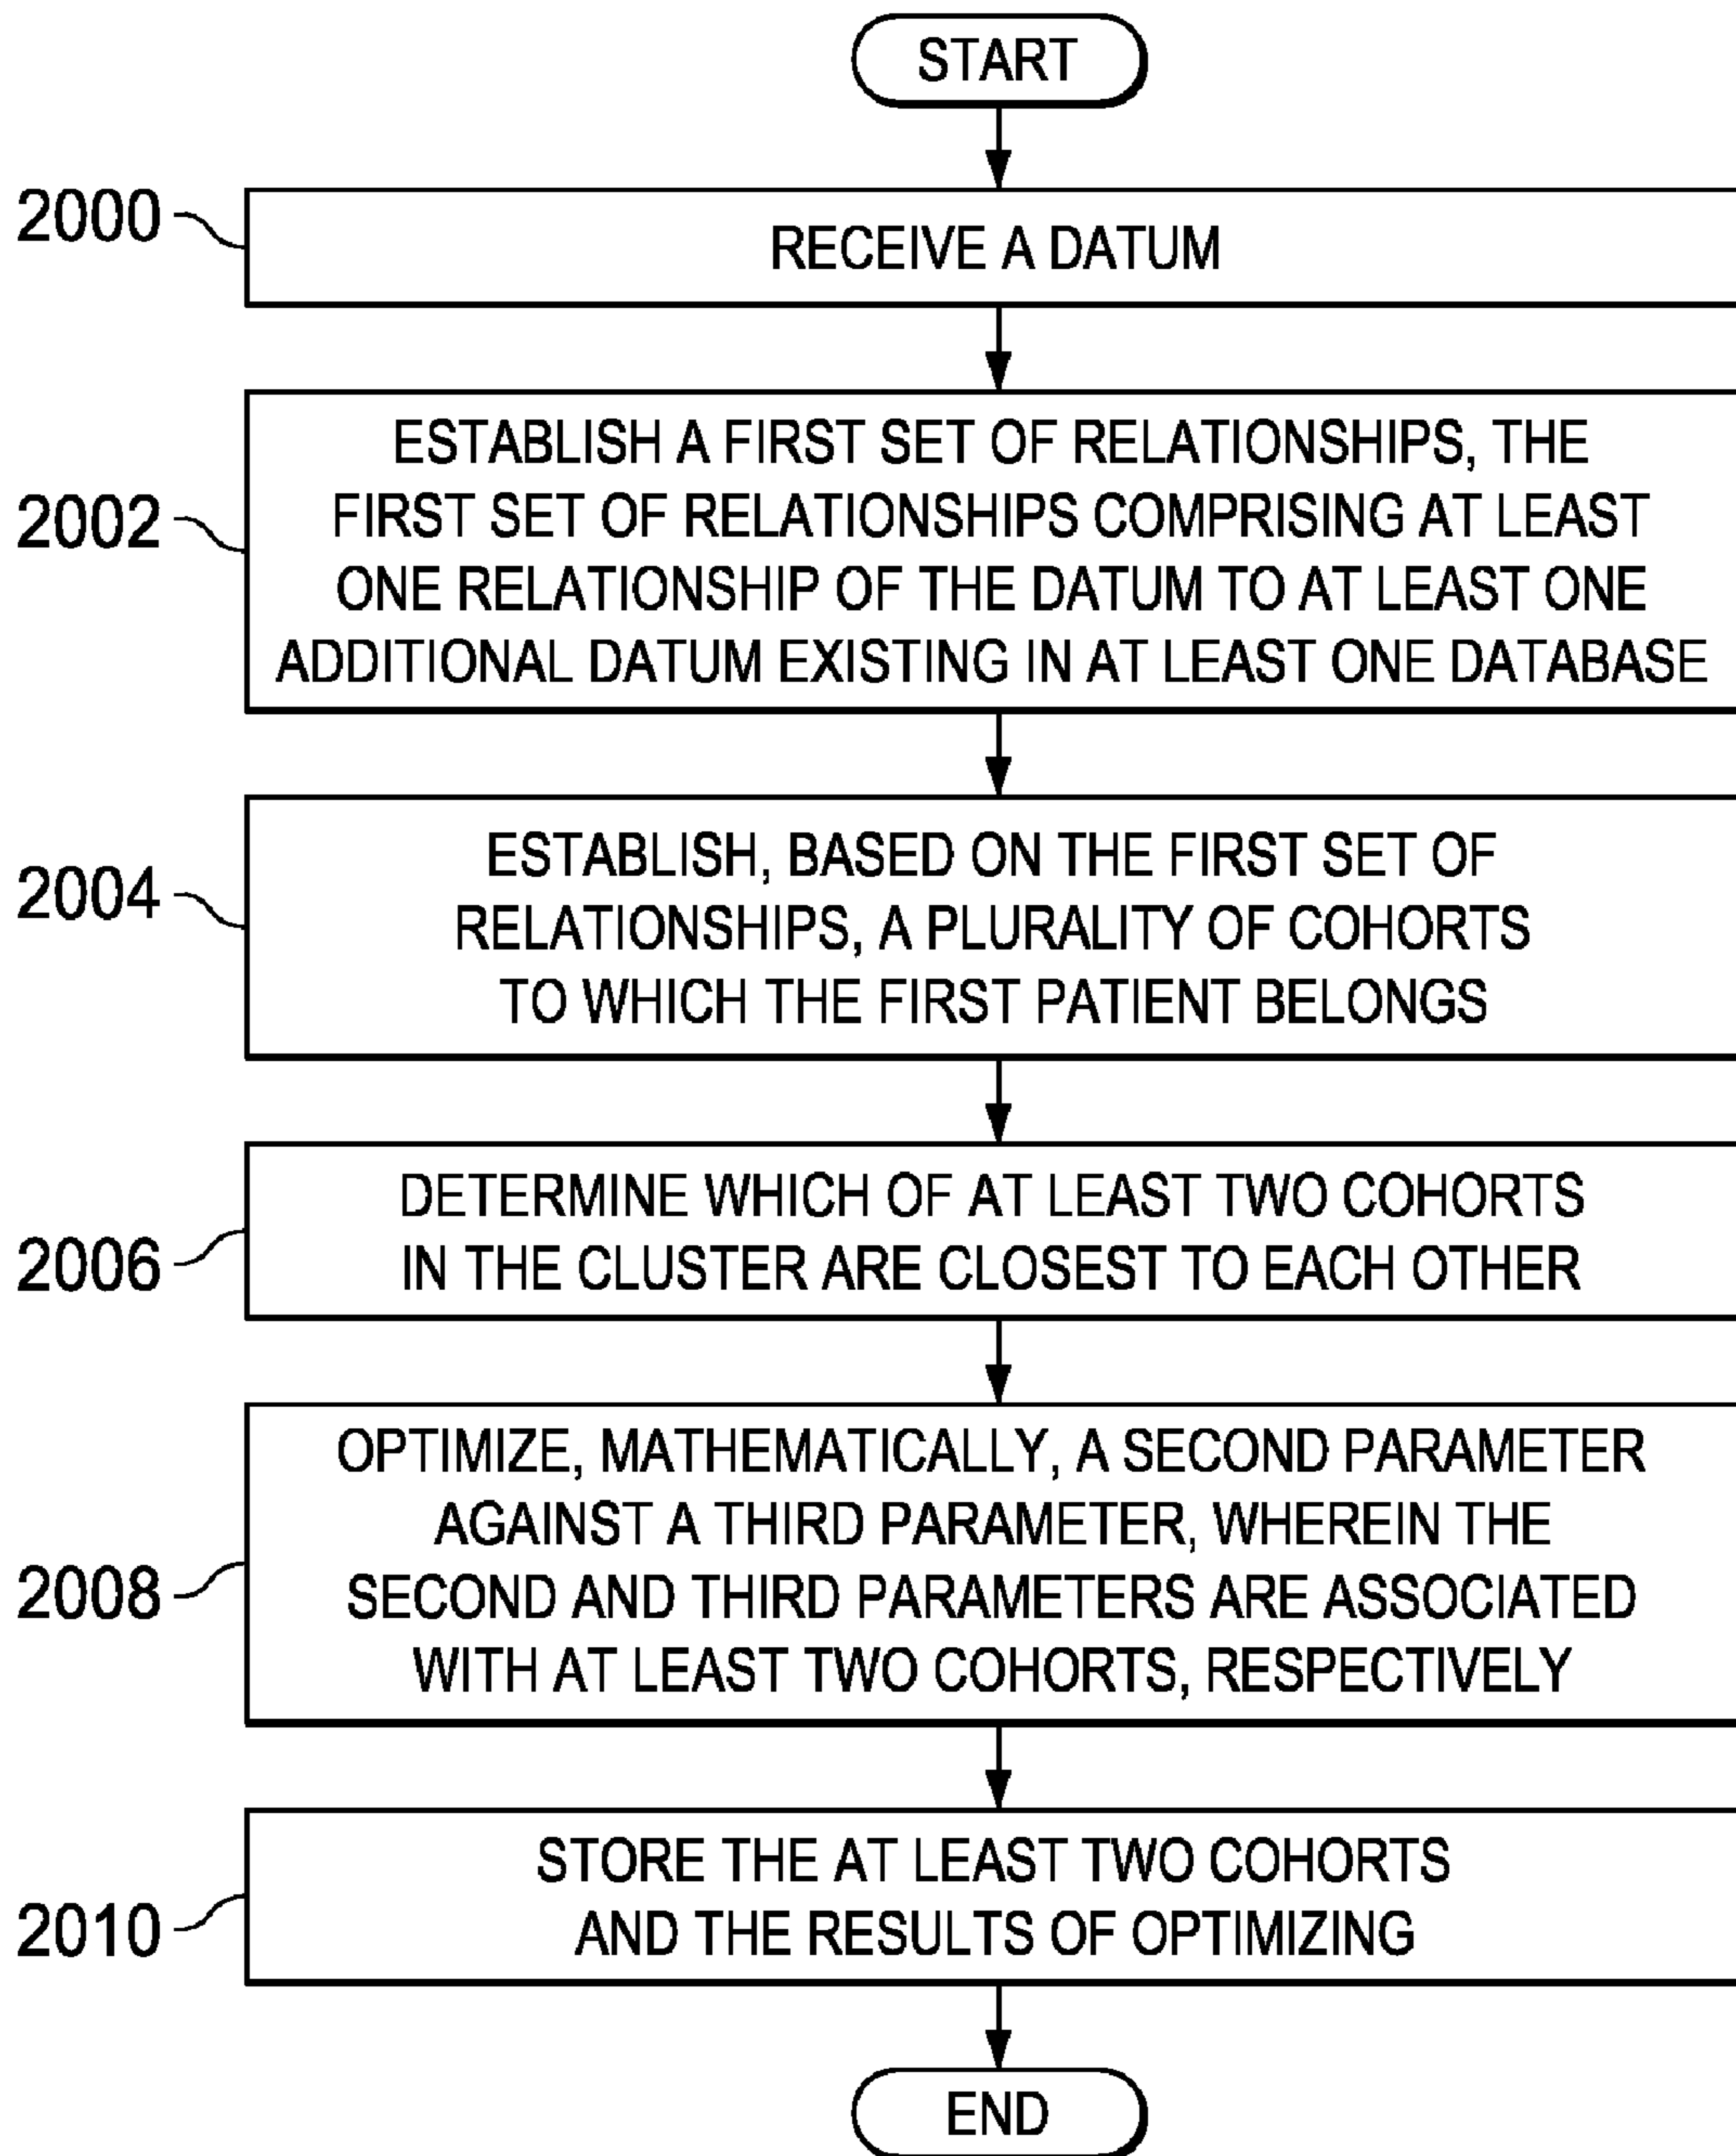 START
2000
RECEIVE A DATUM
ESTABLISH A FIRST SET OF RELATIONSHIPS, THE
FIRST SET OF RELATIONSHIPS COMPRISING AT LEAST
2002
ONE RELATIONSHIP OF THE DATUM TO AT LEAST ONE
ADDITIONAL DATUM EXISTING IN AT LEAST ONE DATABASE
ESTABLISH, BASED ON THE FIRST SET OF
2004
RELATIONSHIPS, A PLURALITY OF COHORTS
TO WHICH THE FIRST PATIENT BELONGS
DETERMINE WHICH OF AT LEAST TWO COHORTS
2006
IN THE CLUSTER ARE CLOSEST TO EACH OTHER
OPTIMIZE, MATHEMATICALLY, A SECOND PARAMETER
AGAINST A THIRD PARAMETER, WHEREIN THE
2008
SECOND AND THIRD PARAMETERS ARE ASSOCIATED
WITH AT LEAST TWO COHORTS, RESPECTIVELY
STORE THE AT LEAST TWO COHORTS
2010
AND THE RESULTS OF OPTIMIZING
END